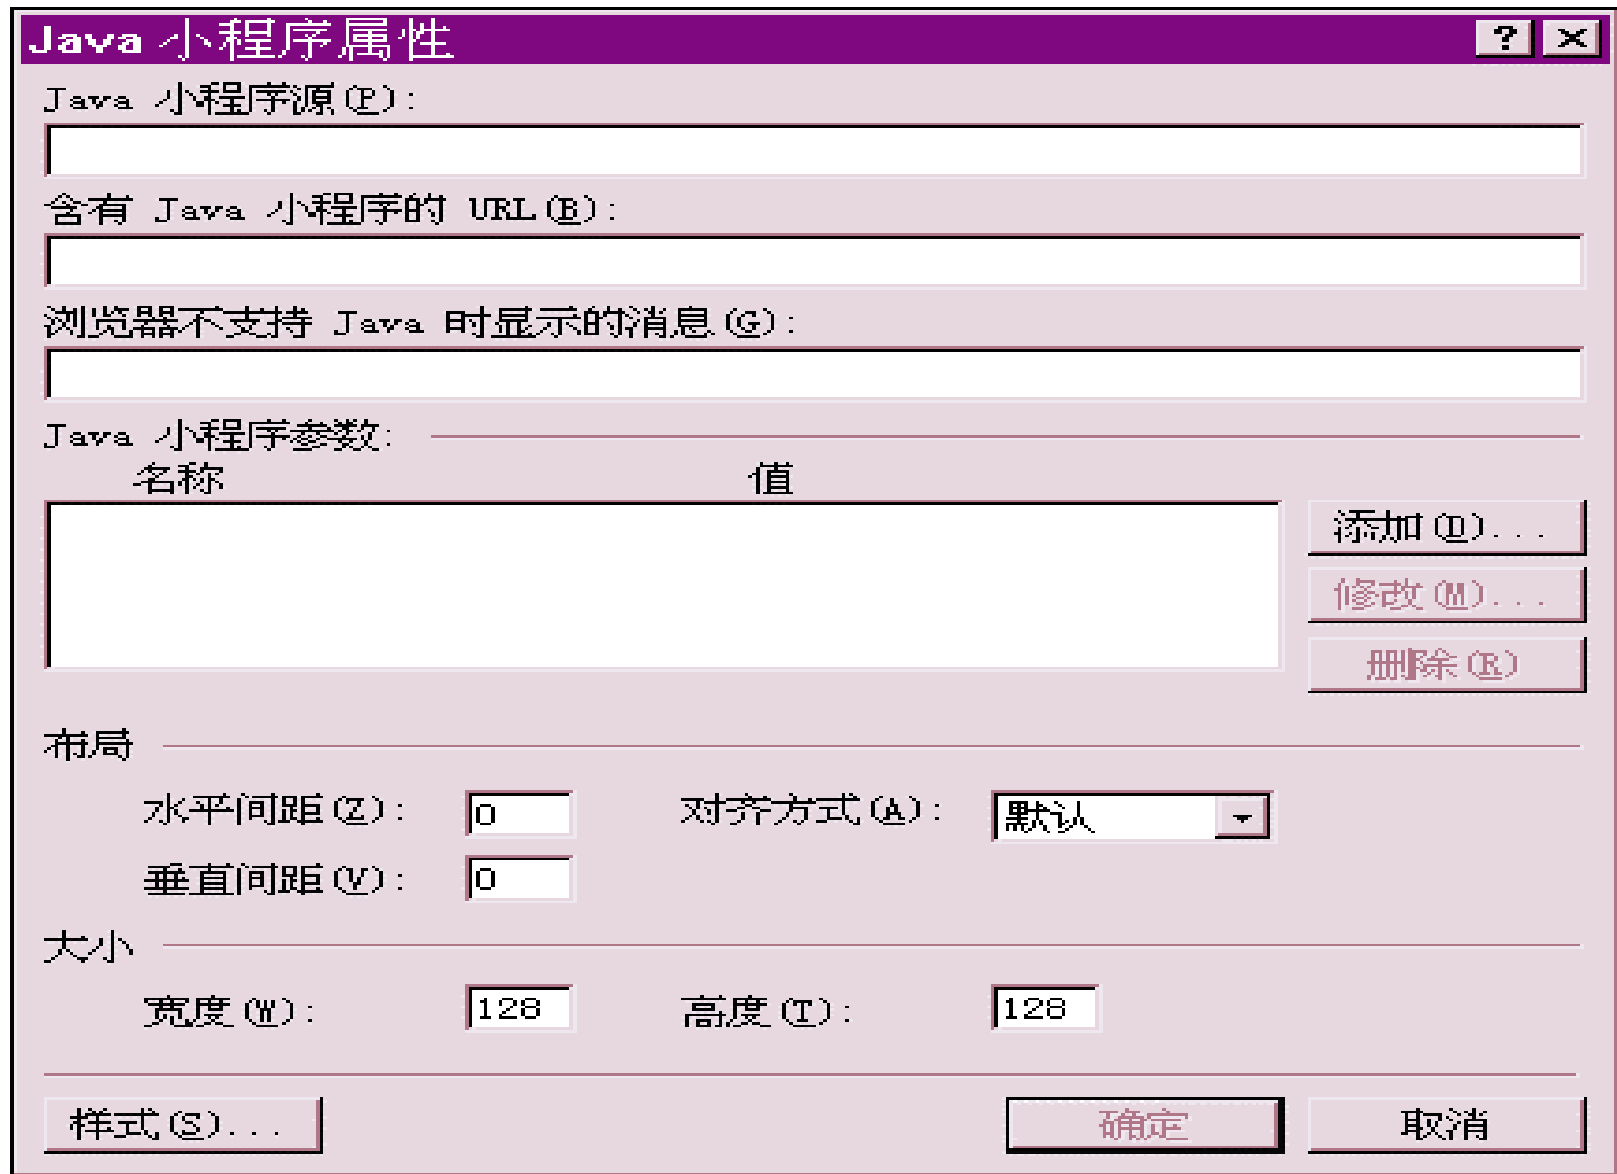 Java 小程序属性
Java 小程序源(P):
含有 Java 小程序的 URL(B):
浏览器不支持 Java 时显示的消息(G):
Java 小程序参数:
名称 值
添加(D)...
修改(M)...
删除(R)
布局
水平间距(Z): 0 对齐方式(A): 默认
垂直间距(V): 0
大小
宽度(W): 128 高度(T): 128
样式(S)... 确定 取消